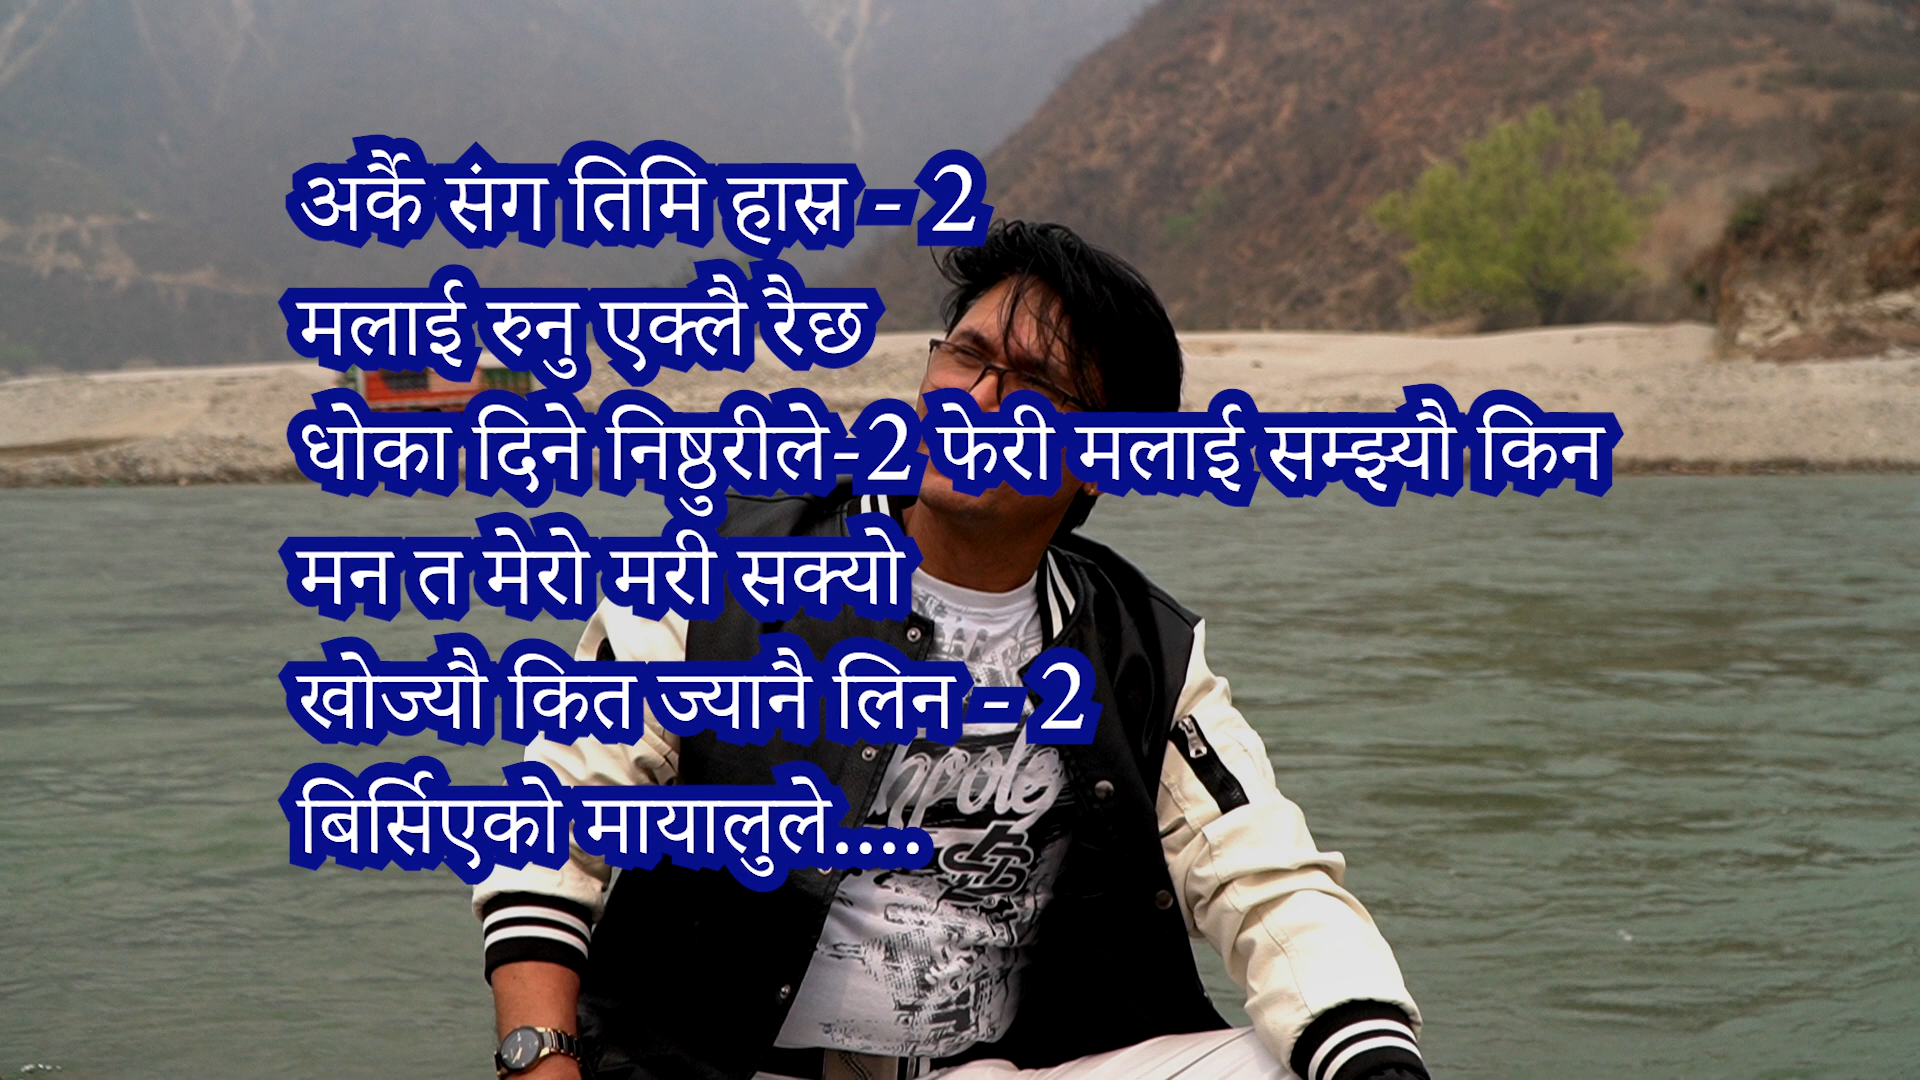 अर्कै संग तिमि हास्न - 2
मलाई रुनु एक्लै रैछ
धोका दिने निष्ठुरीले-2 फेरी मलाई सम्झ्यौ किन
मन त मेरो मरी सक्यो
खोज्यौ कित ज्यानै लिन - 2
बिर्सिएको मायालुले....